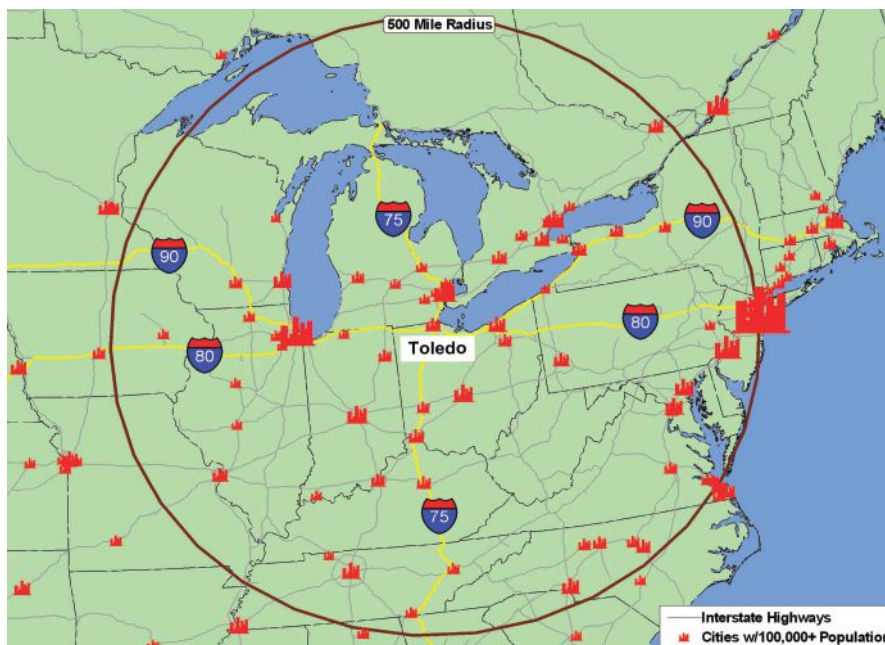 500 Mile Radius
75
90
90
80
80
Toledo
75
Interstate Highways
Cities w/100,000+ Population